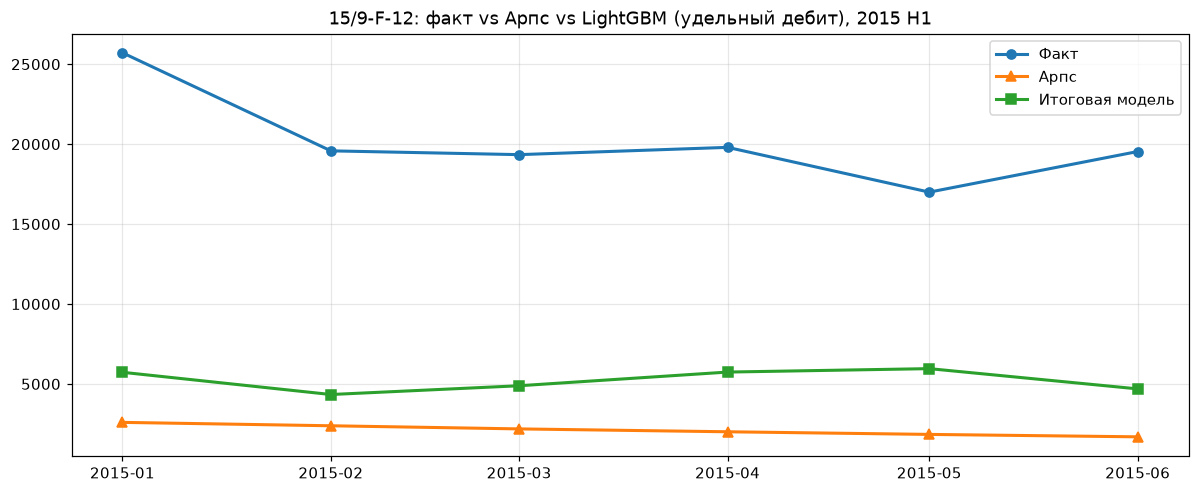 15/9-F-12: факт vs Арпс vs LightGBM (удельный дебит), 2015 H1
Факт
Арпс
Итоговая модель
25000
20000
15000
10000
5000
2015-01 2015-02 2015-03 2015-04 2015-05 2015-06